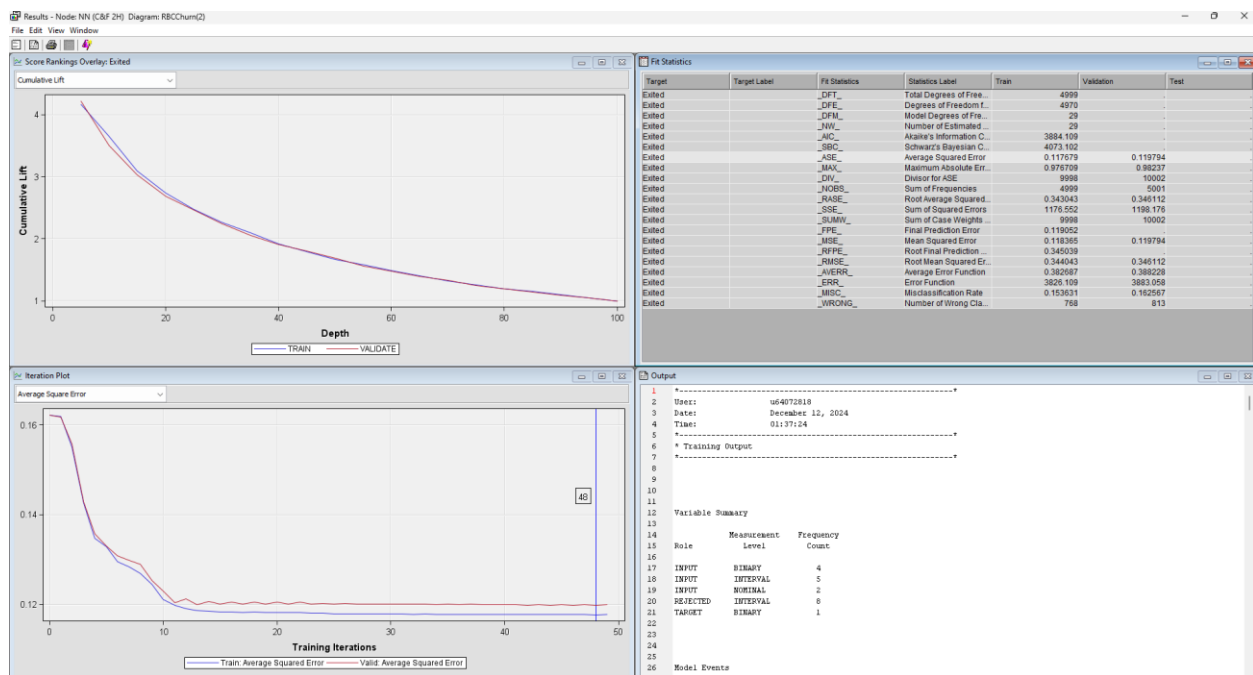 Results - Node: NN (C&F 2H) Diagram: RBCChurn(2)
File Edit View Window
Score Rankings Overlay: Exited
Cumulative Lift
Cumulative Lift
4
3
2
1
0 20 40 60 80 100
Depth
TRAIN VALIDATE
Fit Statistics
Target Target Label Fit Statistics Statistics Label Train Validation Test
Exited _DFT_ Total Degrees of Free... 4999 .
Exited _DFE_ Degrees of Freedom f... 4970 .
Exited _DFM_ Model Degrees of Fre... 29 .
Exited _NW_ Number of Estimated ... 29 .
Exited _AIC_ Akaike's Information C... 3884.109 .
Exited _SBC_ Schwarz's Bayesian C... 4073.102 .
Exited _ASE_ Average Squared Error 0.117679 0.119794 .
Exited _MAX_ Maximum Absolute Err... 0.976709 0.98237 .
Exited _DIV_ Divisor for ASE 9998 10002 .
Exited _NOBS_ Sum of Frequencies 4999 5001 .
Exited _RASE_ Root Average Squared... 0.343043 0.346112 .
Exited _SSE_ Sum of Squared Errors 1176.552 1198.176 .
Exited _SUMW_ Sum of Case Weights ... 9998 10002 .
Exited _FPE_ Final Prediction Error 0.119052 .
Exited _MSE_ Mean Squared Error 0.118365 0.119794 .
Exited _RFPE_ Root Final Prediction ... 0.345039 .
Exited _RMSE_ Root Mean Squared Er... 0.344043 0.346112 .
Exited _AVERR_ Average Error Function 0.382687 0.388228 .
Exited _ERR_ Error Function 3826.109 3883.058 .
Exited _MISC_ Misclassification Rate 0.153631 0.162567 .
Exited _WRONG_ Number of Wrong Cla... 768 813 .
Iteration Plot
Average Square Error
0.16
0.14
0.12
48
0 10 20 30 40 50
Training Iterations
Train: Average Squared Error Valid: Average Squared Error
Output
1 *------------------------------------------------------------*
2 User: u64072818
3 Date: December 12, 2024
4 Time: 01:37:24
5 *------------------------------------------------------------*
6 * Training Output
7 *------------------------------------------------------------*
8
9
10
11
12 Variable Summary
13
14 Measurement Frequency
15 Role Level Count
16
17 INPUT BINARY 4
18 INPUT INTERVAL 5
19 INPUT NOMINAL 2
20 REJECTED INTERVAL 8
21 TARGET BINARY 1
22
23
24
25
26 Model Events